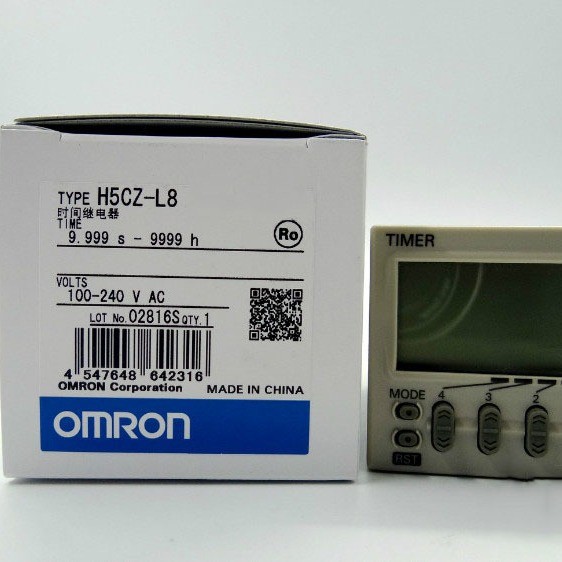 TYPE H5CZ-L8
时间继电器
TIME
9.999 s - 9999 h
Ro
VOLTS
100-240 V AC
LOT No. 02816S QTY. 1
4 547648 642316
OMRON Corporation
MADE IN CHINA
OMRON
TIMER
MODE
4 3 2
RST